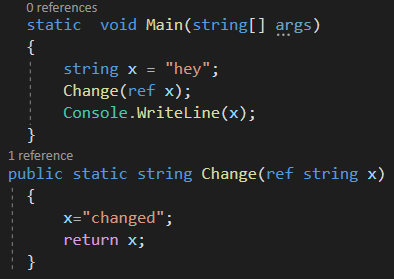 0 references
static  void Main(string[] args)
{
string x = "hey";
Change(ref x);
Console.WriteLine(x);
}
1 reference
public static string Change(ref string x)
{
x="changed";
return x;
}